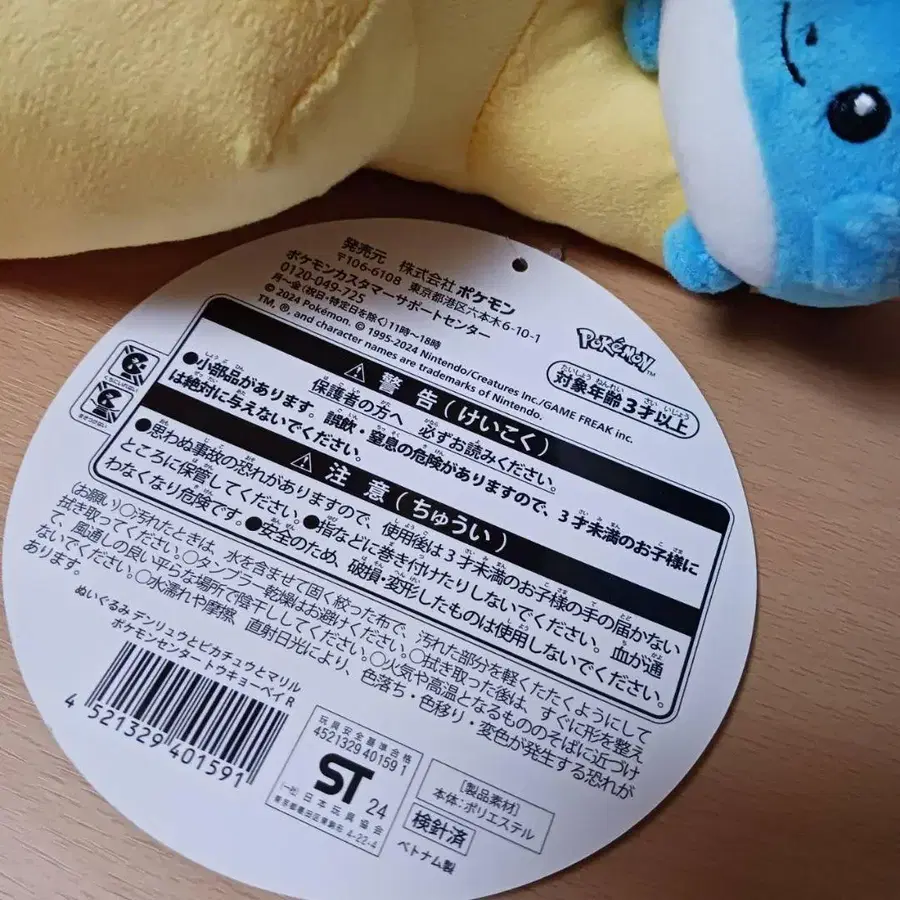 発売元 株式会社 ポケモン
〒106-6108 東京都港区六本木6-10-1
ポケモンカスタマーサポートセンター
0120-049-725
月〜金(祝日・特定日を除く)11時〜18時
© 2024 Pokémon. © 1995-2024 Nintendo/Creatures Inc./GAME FREAK inc.
TM, ®, and character names are trademarks of Nintendo.
POKÉMON TM
対象年齢3才以上
警告(けいこく)
保護者の方へ 必ずお読みください。
●小部品があります。誤飲・窒息の危険がありますので、3才未満のお子様に
は絶対に与えないでください。
注意(ちゅうい)
●思わぬ事故の恐れがありますので、使用後は3才未満のお子様の手の届かない
ところに保管してください。●指などに巻き付けたりしないでください。血が通
わなくなり危険です。●安全のため、破損・変形したものは使用しないでください。
(お願い)○汚れたときは、水を含ませて固く絞った布で、汚れた部分を軽くたたくようにして
拭き取ってください。○タンブラー乾燥はお避けください。○拭き取った後は、すぐに形を整え
て、風通しの良い平らな場所で陰干ししてください。○火気や高温となるもののそばに近づけ
ないでください。○水濡れや摩擦、直射日光により、色落ち・色移り・変色が発生する恐れが
あります。
ぬいぐるみ デンリュウとピカチュウとマリル
ポケモンセンター トウキョーベイ R
4 521329 401591
玩具安全基準合格
4521329 40159 1
ST 24
(一社)日本玩具協会
東京都墨田区東駒形 4-22-4
[製品素材]
本体:ポリエステル
検針済
ベトナム製